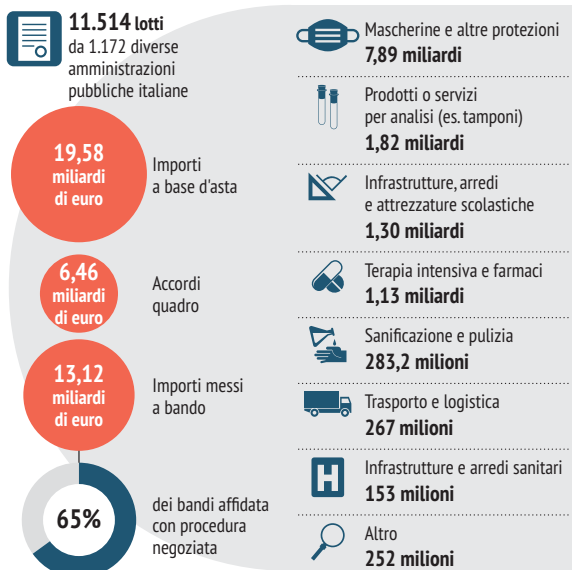 11.514 lotti
da 1.172 diverse
amministrazioni
pubbliche italiane
19,58
miliardi
di euro
Importi
a base d'asta
6,46
miliardi
di euro
Accordi
quadro
13,12
miliardi
di euro
Importi messi
a bando
65%
dei bandi affidata
con procedura
negoziata
Mascherine e altre protezioni
7,89 miliardi
Prodotti o servizi
per analisi (es. tamponi)
1,82 miliardi
Infrastrutture, arredi
e attrezzature scolastiche
1,30 miliardi
Terapia intensiva e farmaci
1,13 miliardi
Sanificazione e pulizia
283,2 milioni
Trasporto e logistica
267 milioni
H
Infrastrutture e arredi sanitari
153 milioni
Altro
252 milioni